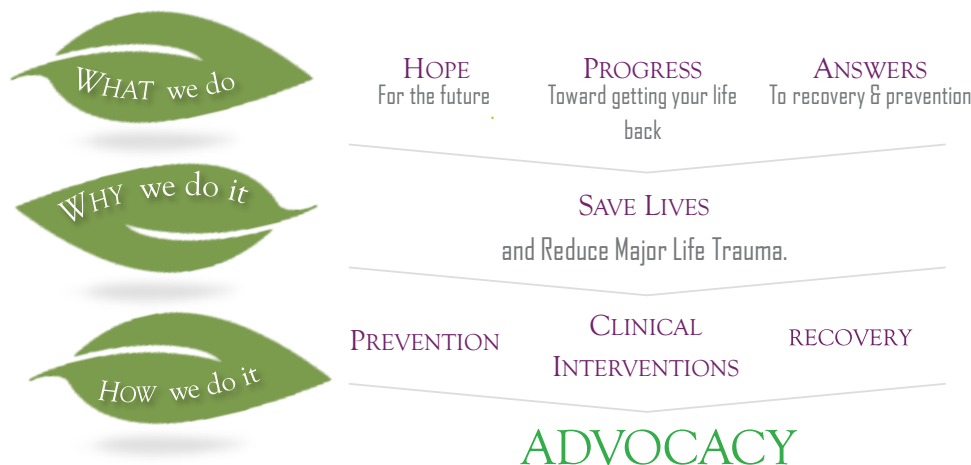 WHAT we do
HOPE
For the future
PROGRESS
Toward getting your life
back
ANSWERS
To recovery & prevention
WHY we do it
SAVE LIVES
and Reduce Major Life Trauma.
HOW we do it
PREVENTION
CLINICAL
INTERVENTIONS
RECOVERY
ADVOCACY